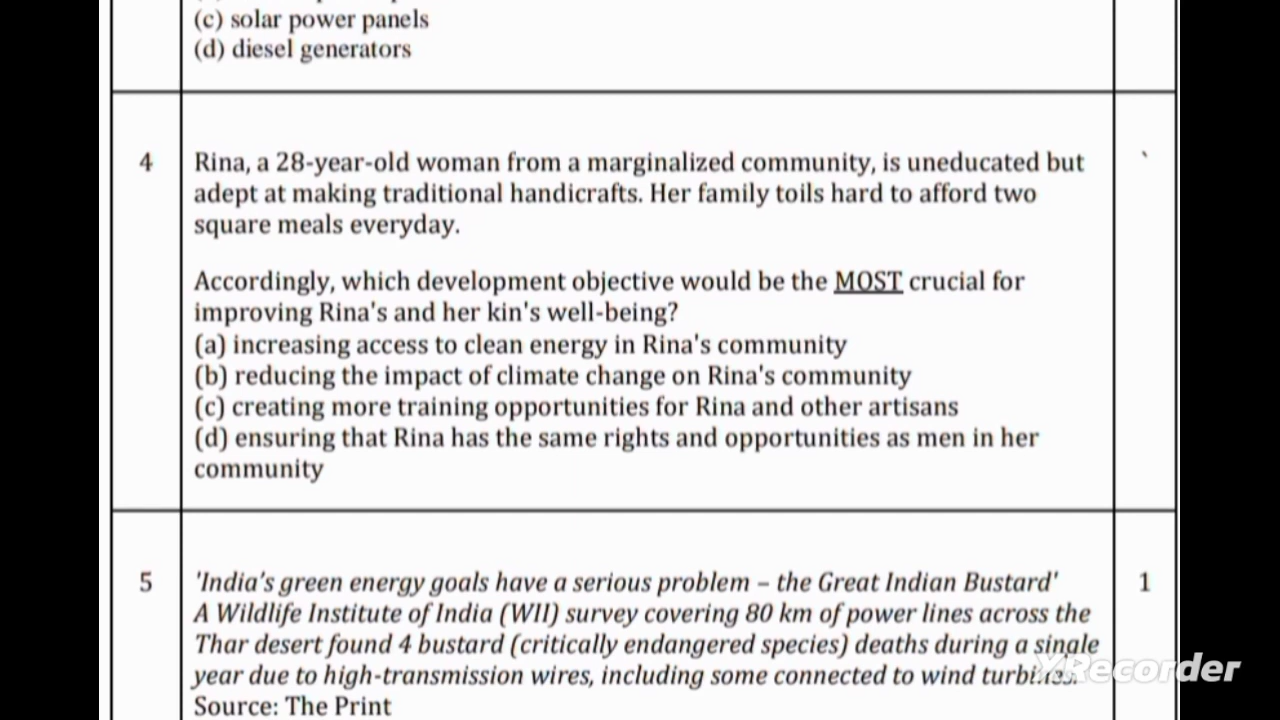 (c) solar power panels
(d) diesel generators
4
Rina, a 28-year-old woman from a marginalized community, is uneducated but
adept at making traditional handicrafts. Her family toils hard to afford two
square meals everyday.
Accordingly, which development objective would be the MOST crucial for
improving Rina's and her kin's well-being?
(a) increasing access to clean energy in Rina's community
(b) reducing the impact of climate change on Rina's community
(c) creating more training opportunities for Rina and other artisans
(d) ensuring that Rina has the same rights and opportunities as men in her
community
5
'India's green energy goals have a serious problem – the Great Indian Bustard'
1
A Wildlife Institute of India (WII) survey covering 80 km of power lines across the
Thar desert found 4 bustard (critically endangered species) deaths during a single
year due to high-transmission wires, including some connected to wind turbines.
Source: The Print
XRecorder